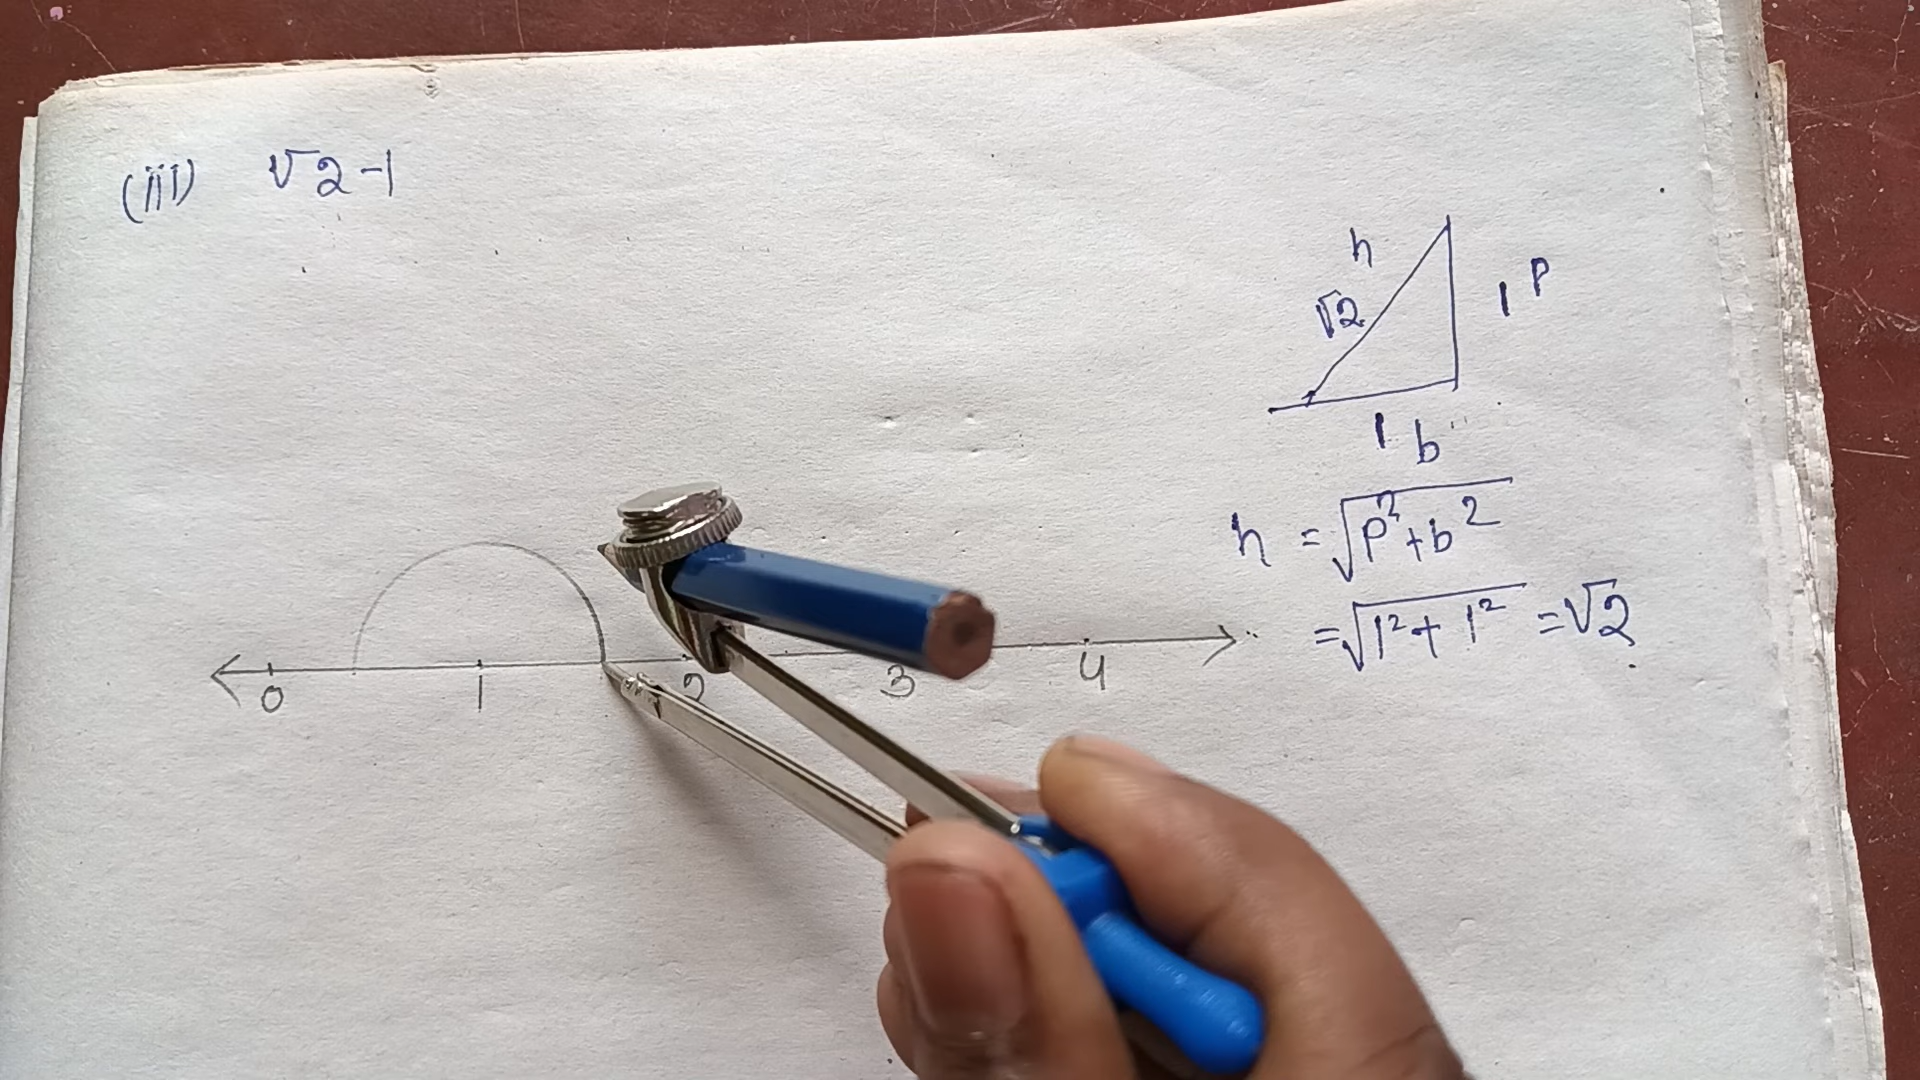 (iii) √2-1
h
√2
1 P
1 b
h = √P²+b²
= √1²+1² = √2
0 1 2 3 4